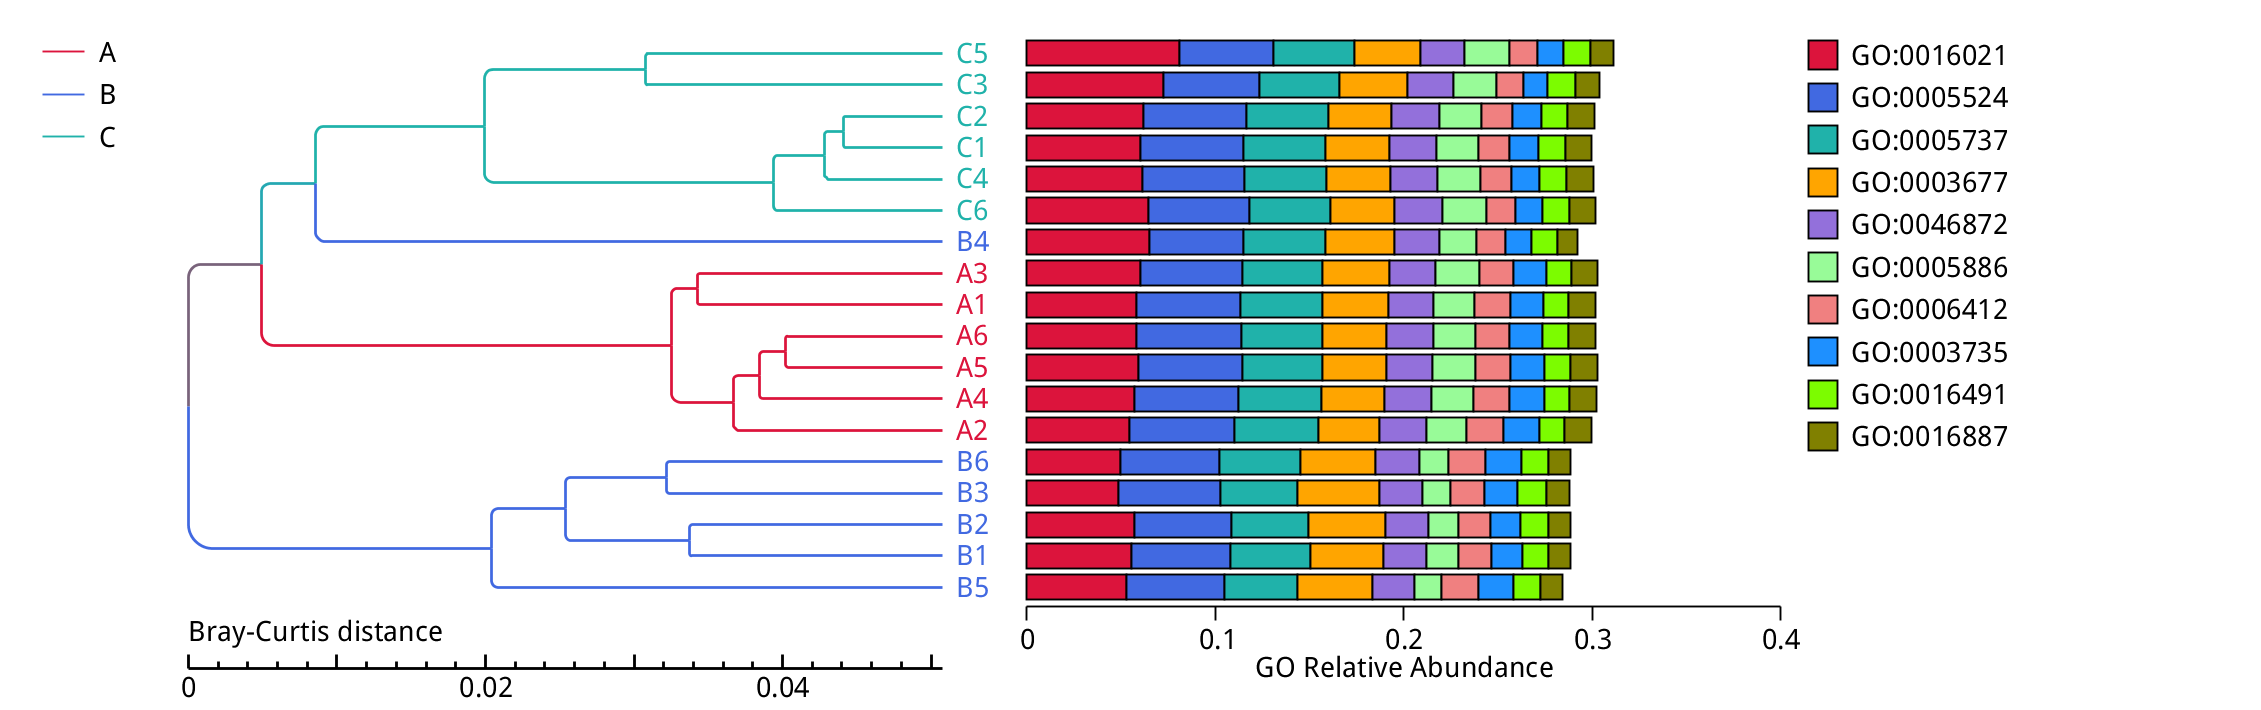 A
B
C
C5
C3
C2
C1
C4
C6
B4
A3
A1
A6
A5
A4
A2
B6
B3
B2
B1
B5
Bray-Curtis distance
0 0.02 0.04
0 0.1 0.2 0.3 0.4
GO Relative Abundance
GO:0016021
GO:0005524
GO:0005737
GO:0003677
GO:0046872
GO:0005886
GO:0006412
GO:0003735
GO:0016491
GO:0016887